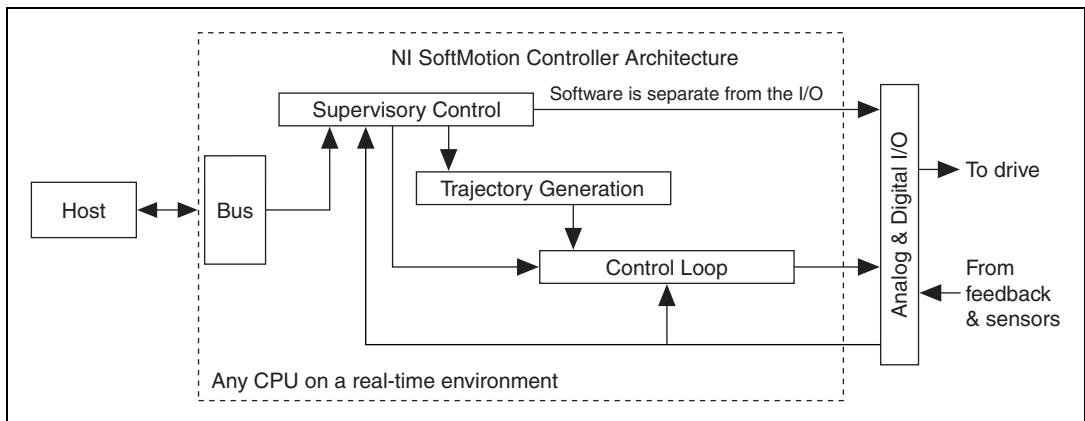 NI SoftMotion Controller Architecture
Software is separate from the I/O
Supervisory Control
Trajectory Generation
Host
Bus
Control Loop
Analog & Digital I/O
To drive
From
feedback
& sensors
Any CPU on a real-time environment